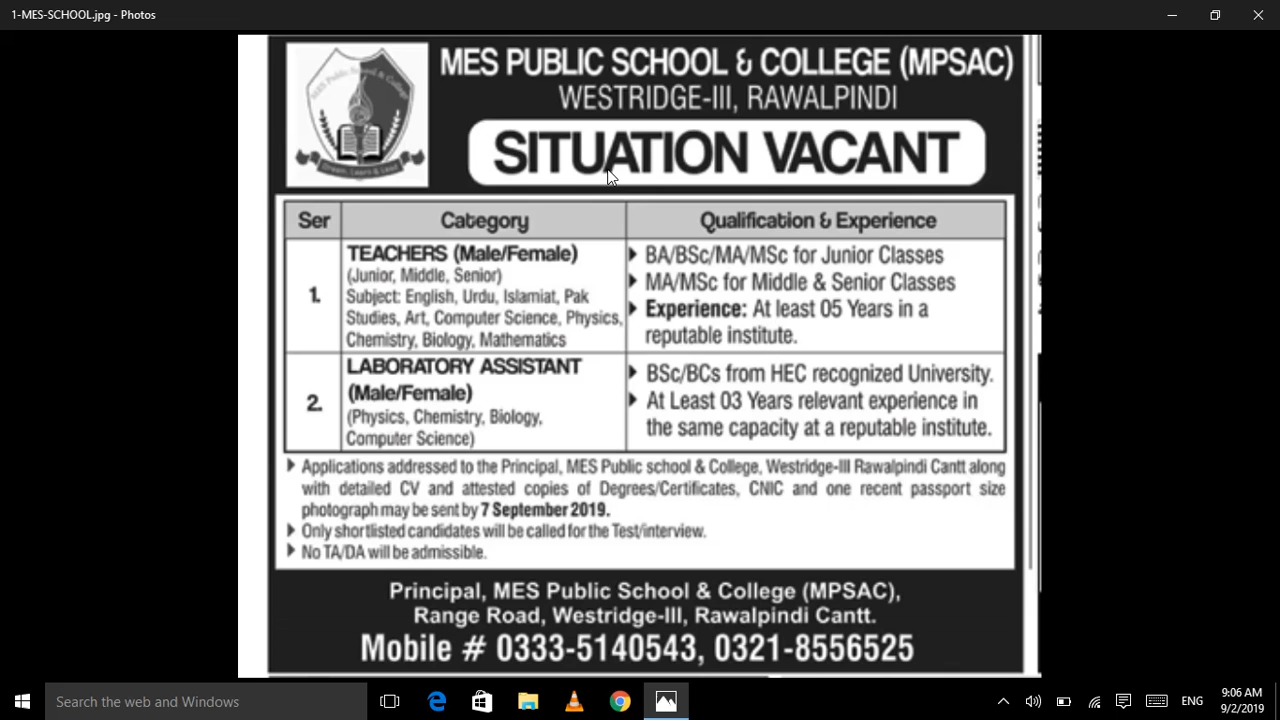 1-MES-SCHOOL.jpg - Photos
MES PUBLIC SCHOOL & COLLEGE (MPSAC)
WESTRIDGE-III, RAWALPINDI
SITUATION VACANT
MES Public School & College
Ser
Category
Qualification & Experience
1.
TEACHERS (Male/Female)
(Junior, Middle, Senior)
Subject: English, Urdu, Islamiat, Pak
Studies, Art, Computer Science, Physics,
Chemistry, Biology, Mathematics
BA/BSc/MA/MSc for Junior Classes
MA/MSc for Middle & Senior Classes
Experience: At least 05 Years in a
reputable institute.
2.
LABORATORY ASSISTANT
(Male/Female)
(Physics, Chemistry, Biology,
Computer Science)
BSc/BCs from HEC recognized University.
At Least 03 Years relevant experience in
the same capacity at a reputable institute.
Applications addressed to the Principal, MES Public school & College, Westridge-III Rawalpindi Cantt along
with detailed CV and attested copies of Degrees/Certificates, CNIC and one recent passport size
photograph may be sent by 7 September 2019.
Only shortlisted candidates will be called for the Test/interview.
No TA/DA will be admissible.
Principal, MES Public School & College (MPSAC),
Range Road, Westridge-III, Rawalpindi Cantt.
Mobile # 0333-5140543, 0321-8556525
Search the web and Windows
ENG
9:06 AM
9/2/2019